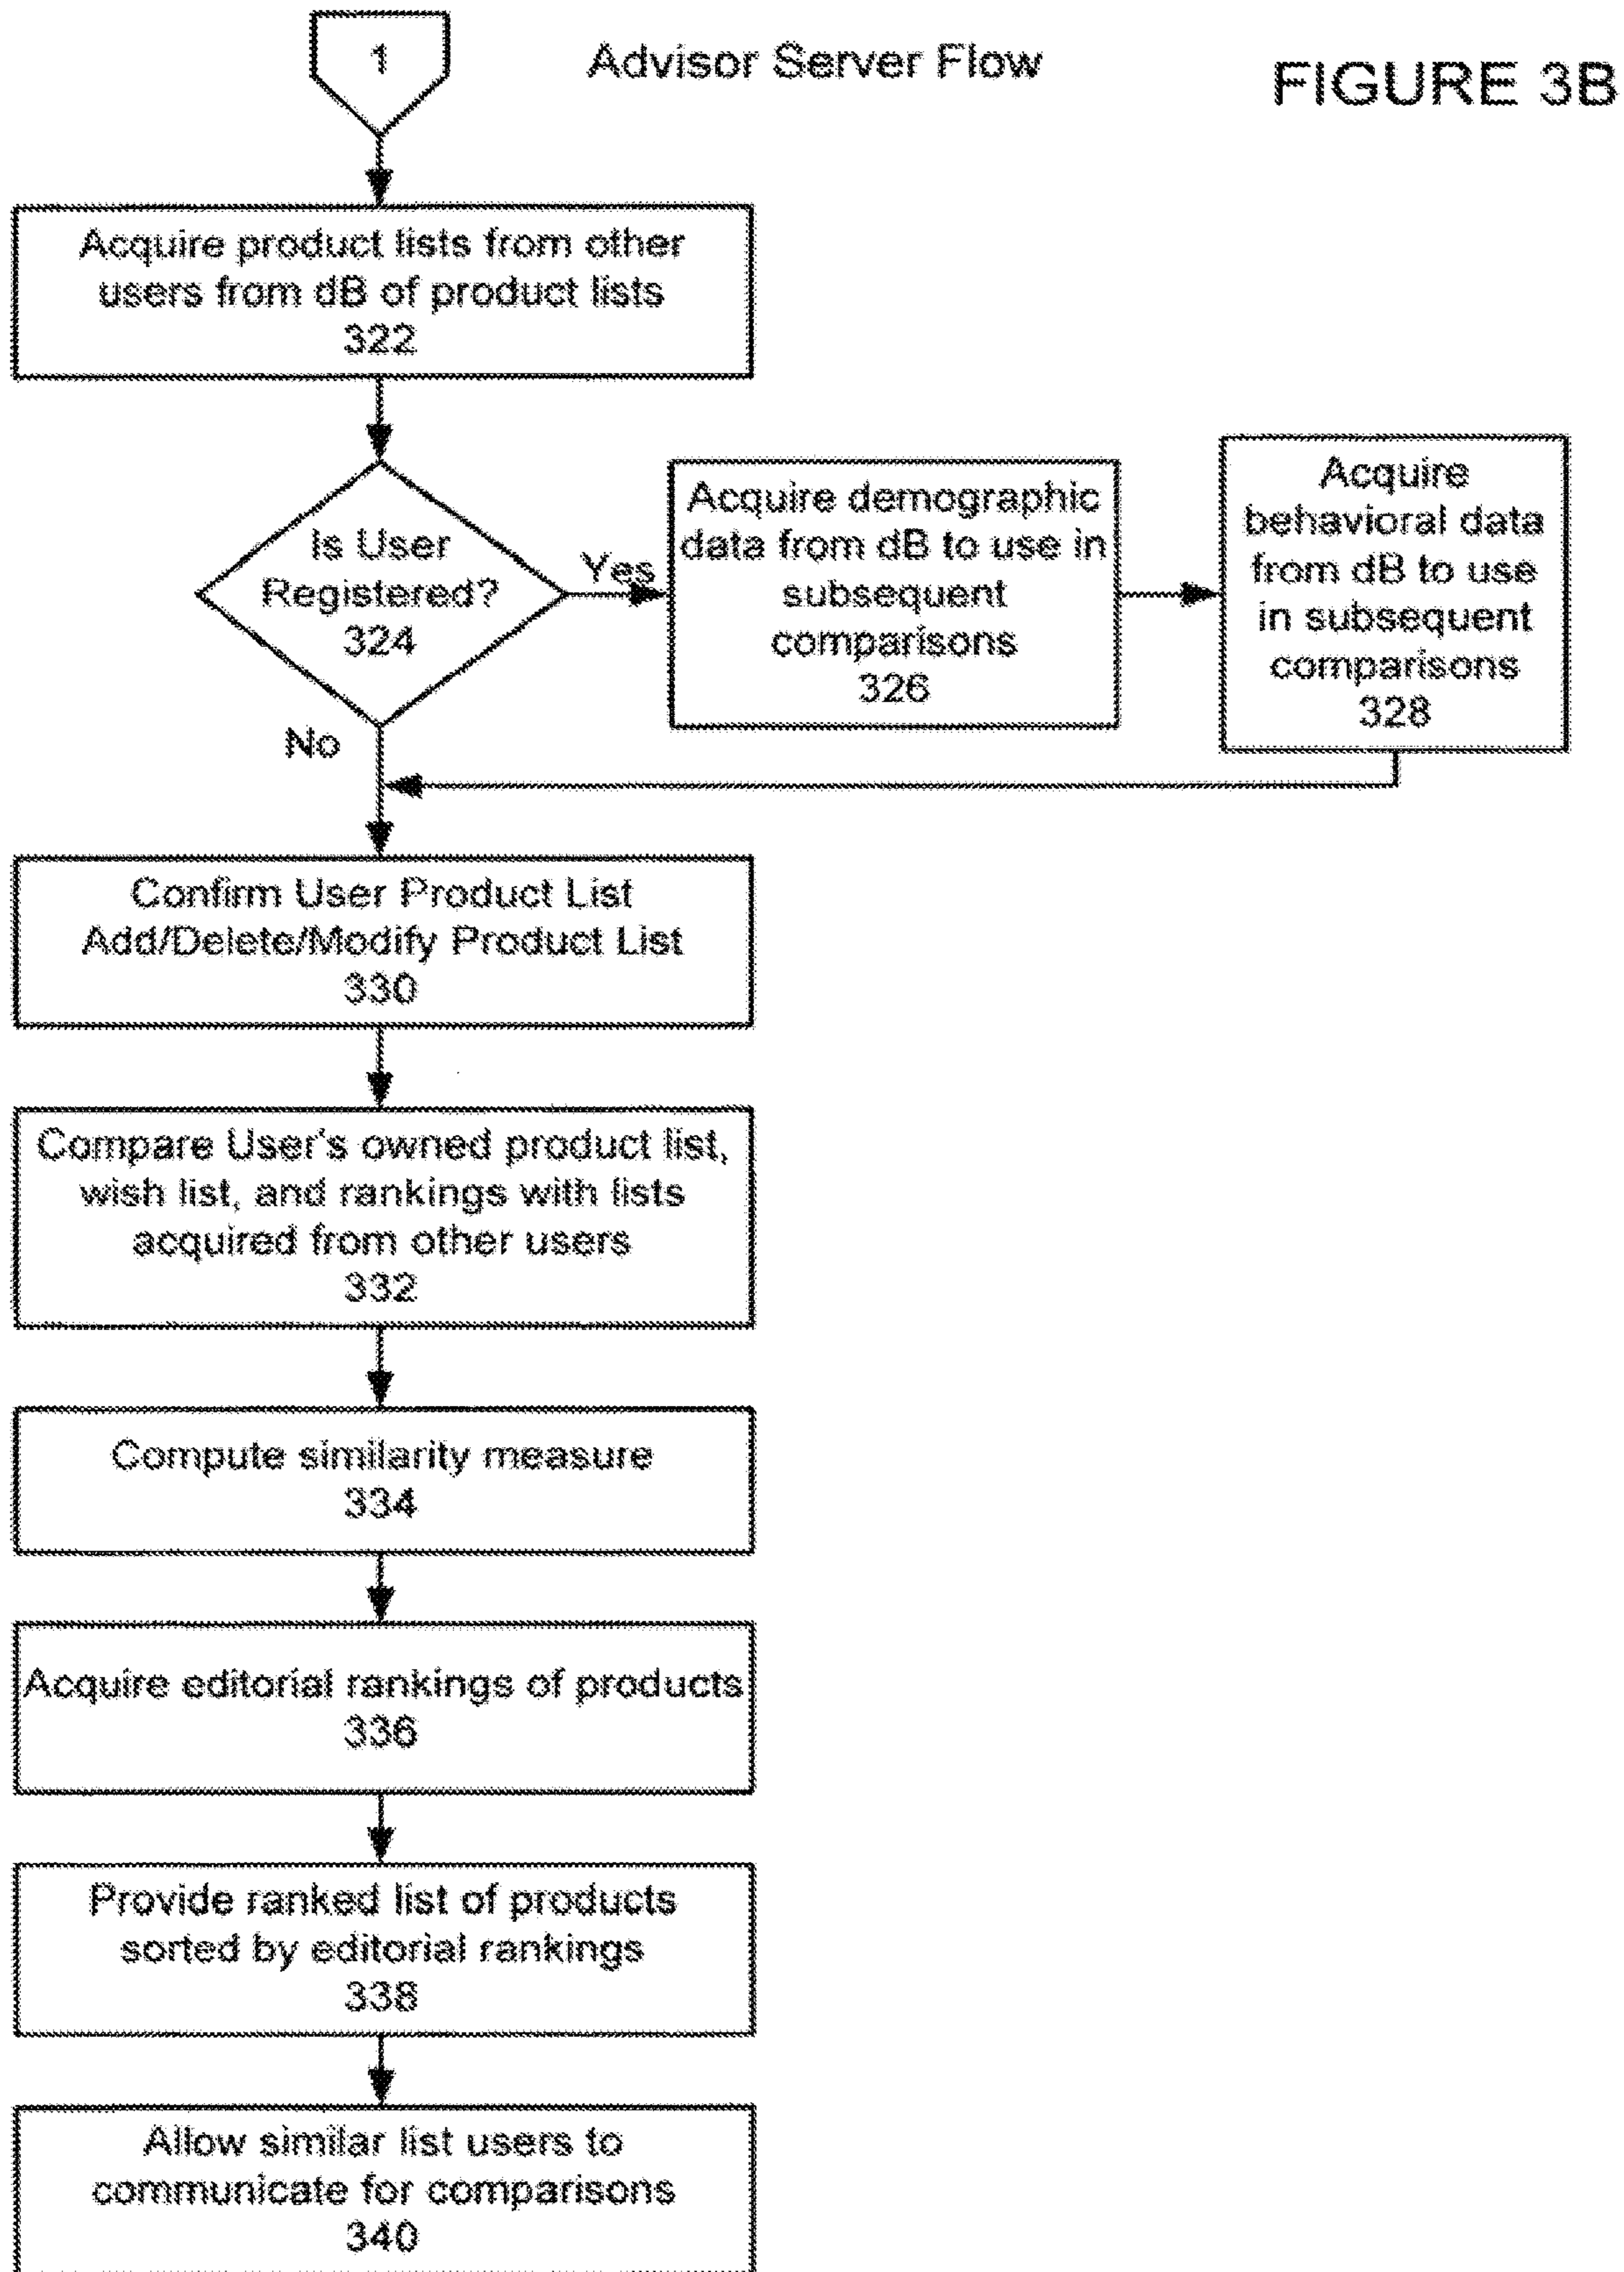 1
Advisor Server Flow
FIGURE 3B
Acquire product lists from other
users from dB of product lists
322
Is User
Registered?
324
Yes
No
Acquire demographic
data from dB to use in
subsequent
comparisons
326
Acquire
behavioral data
from dB to use
in subsequent
comparisons
328
Confirm User Product List
Add/Delete/Modify Product List
330
Compare User's owned product list,
wish list, and rankings with lists
acquired from other users
332
Compute similarity measure
334
Acquire editorial rankings of products
336
Provide ranked list of products
sorted by editorial rankings
338
Allow similar list users to
communicate for comparisons
340